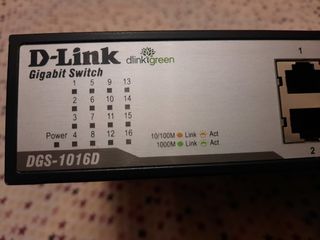 D-Link dlinkgreen
Gigabit Switch
1 5 9 13
2 6 10 14
3 7 11 15
Power 4 8 12 16
10/100M Link Act
1000M Link Act
DGS-1016D
1
2